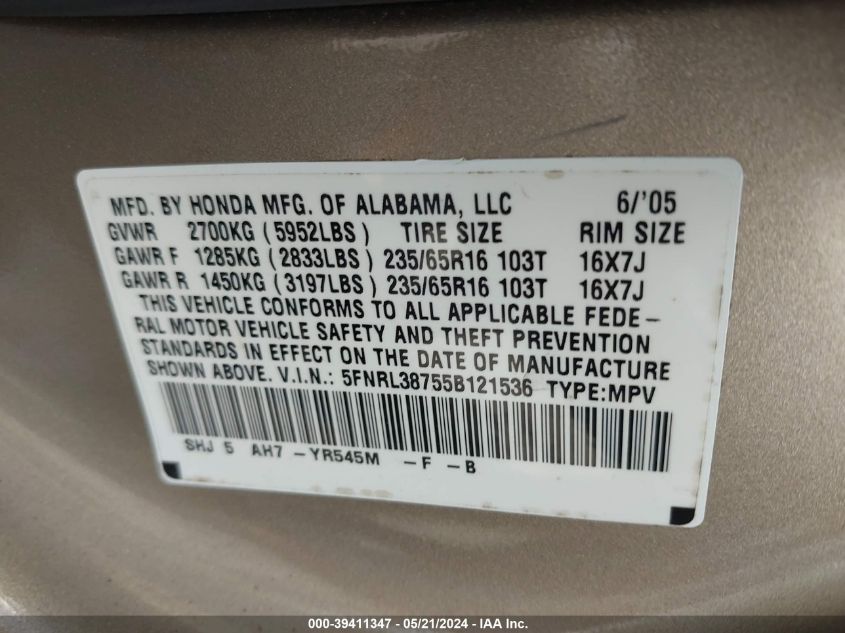 MFD. BY HONDA MFG. OF ALABAMA, LLC 6/'05
GVWR 2700KG (5952LBS) TIRE SIZE RIM SIZE
GAWR F 1285KG (2833LBS) 235/65R16 103T 16X7J
GAWR R 1450KG (3197LBS) 235/65R16 103T 16X7J
THIS VEHICLE CONFORMS TO ALL APPLICABLE FEDE-
RAL MOTOR VEHICLE SAFETY AND THEFT PREVENTION
STANDARDS IN EFFECT ON THE DATE OF MANUFACTURE
SHOWN ABOVE. V.I.N.: 5FNRL38755B121536 TYPE:MPV
SHJ 5 AH7 -YR545M -F -B
000-39411347 - 05/21/2024 - IAA Inc.